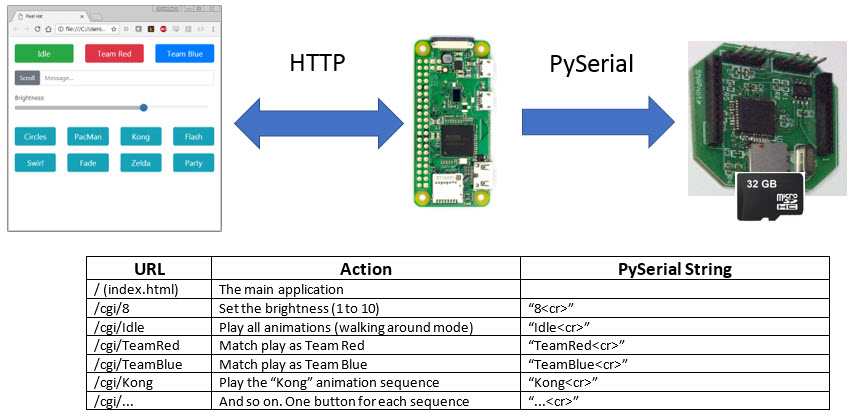 Pixel Hat
file:///C:/Users...
Idle Team Red Team Blue
Scroll Message...
Brightness:
Circles PacMan Kong Flash
Swirl Fade Zelda Party
HTTP
PySerial
32 GB
micro SD HC
URL Action PySerial String
/ (index.html) The main application
/cgi/8 Set the brightness (1 to 10) “8<cr>”
/cgi/Idle Play all animations (walking around mode) “Idle<cr>”
/cgi/TeamRed Match play as Team Red “TeamRed<cr>”
/cgi/TeamBlue Match play as Team Blue “TeamBlue<cr>”
/cgi/Kong Play the “Kong” animation sequence “Kong<cr>”
/cgi/... And so on. One button for each sequence “...<cr>”